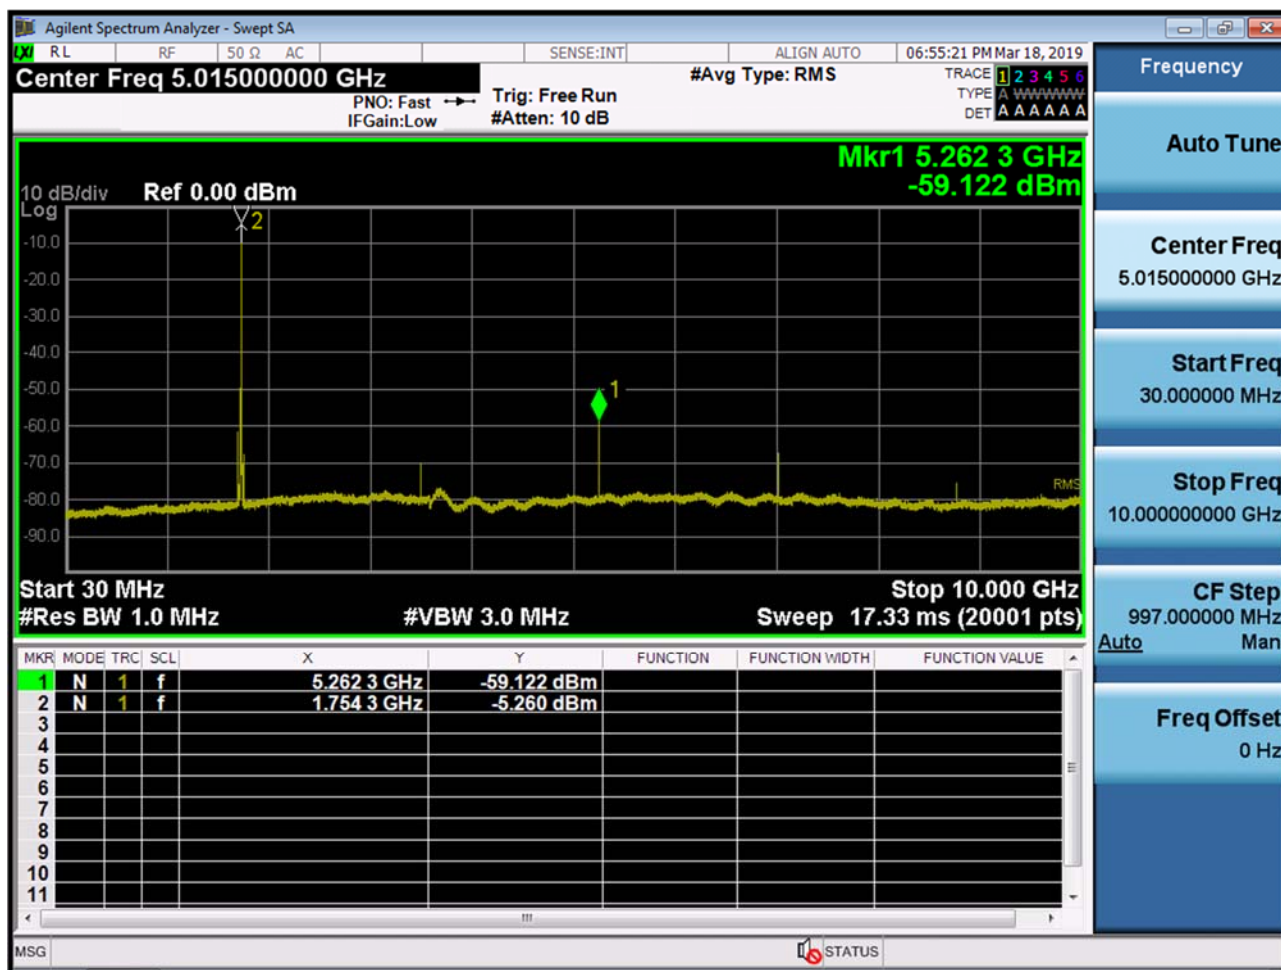 Agilent Spectrum Analyzer - Swept SA
LXI RL RF 50 Ω AC SENSE:INT ALIGN AUTO 06:55:21 PM Mar 18, 2019
Center Freq 5.015000000 GHz
#Avg Type: RMS
TRACE 1 2 3 4 5 6
PNO: Fast
Trig: Free Run
TYPE A WWWWW
IFGain:Low
#Atten: 10 dB
DET A A A A A A
Mkr1 5.262 3 GHz
-59.122 dBm
10 dB/div Ref 0.00 dBm
Log
2
-10.0
-20.0
-30.0
-40.0
-50.0
1
-60.0
-70.0
RMS
-80.0
-90.0
Start 30 MHz
Stop 10.000 GHz
#Res BW 1.0 MHz
#VBW 3.0 MHz
Sweep 17.33 ms (20001 pts)
MKR MODE TRC SCL X Y FUNCTION FUNCTION WIDTH FUNCTION VALUE
1 N 1 f 5.262 3 GHz -59.122 dBm
2 N 1 f 1.754 3 GHz -5.260 dBm
3
4
5
6
7
8
9
10
11
MSG
STATUS
Frequency
Auto Tune
Center Freq
5.015000000 GHz
Start Freq
30.000000 MHz
Stop Freq
10.000000000 GHz
CF Step
997.000000 MHz
Auto Man
Freq Offset
0 Hz